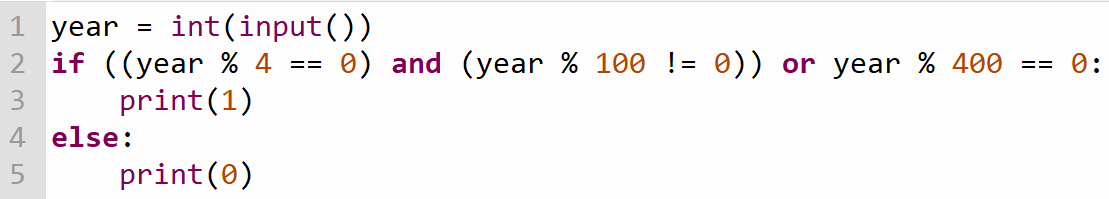 1 year = int(input())
2 if ((year % 4 == 0) and (year % 100 != 0)) or year % 400 == 0:
3     print(1)
4 else:
5     print(0)